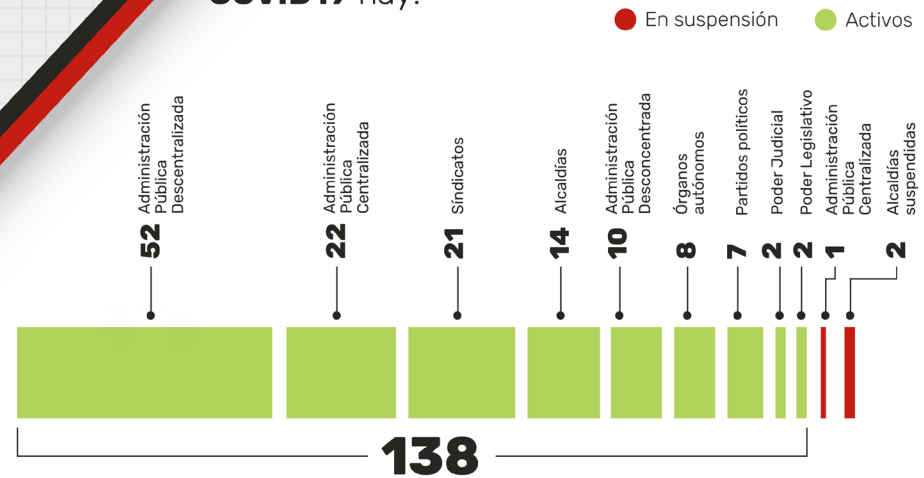 COVID19 hay?
En suspensión
Activos
52 Administración
Pública
Descentralizada
22 Administración
Pública
Centralizada
21 Síndicatos
14 Alcaldías
10 Administración
Pública
Desconcentrada
8 Órganos
autónomos
7 Partidos políticos
2 Poder Judicial
2 Poder Legislativo
1 Administración
Pública
Centralizada
2 Alcaldías
suspendidas
138